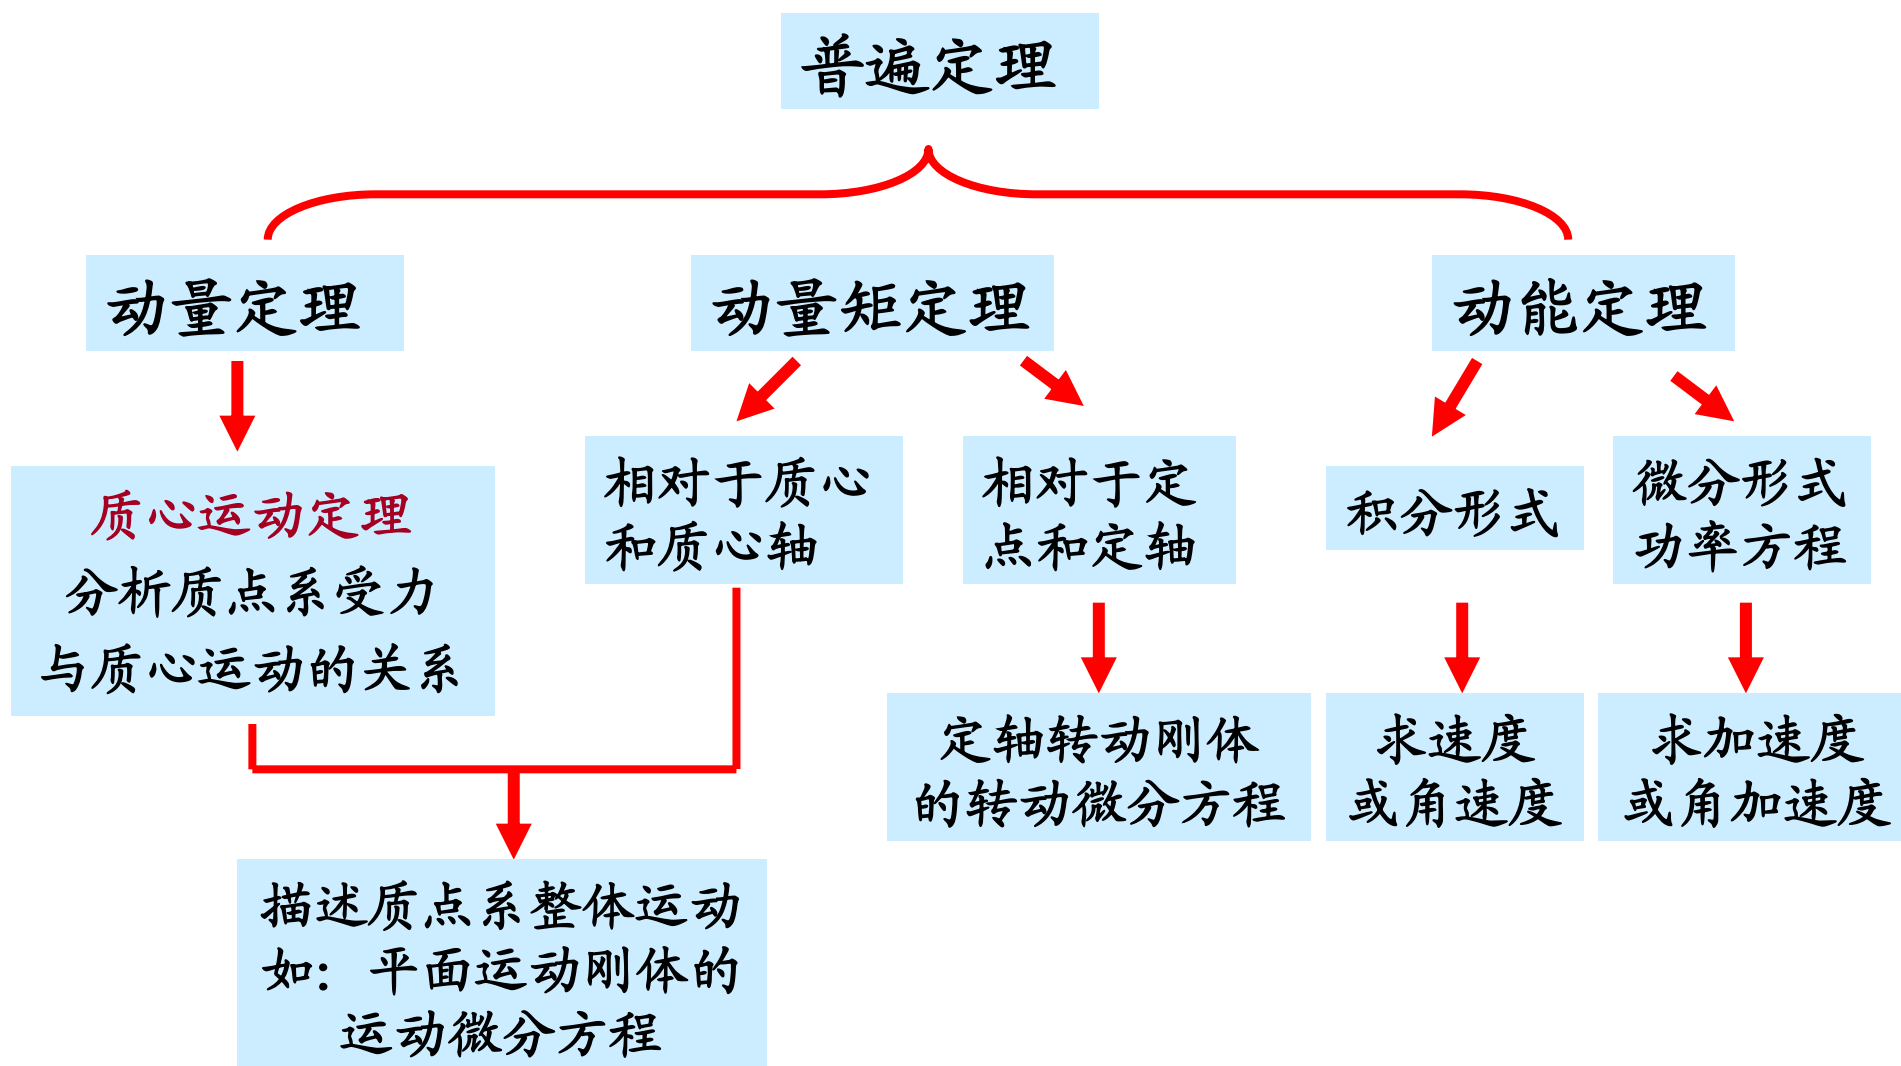 普遍定理
动量定理
动量矩定理
动能定理
质心运动定理
分析质点系受力
与质心运动的关系
相对于质心
和质心轴
相对于定
点和定轴
积分形式
微分形式
功率方程
定轴转动刚体
的转动微分方程
求速度
或角速度
求加速度
或角加速度
描述质点系整体运动
如：平面运动刚体的
运动微分方程